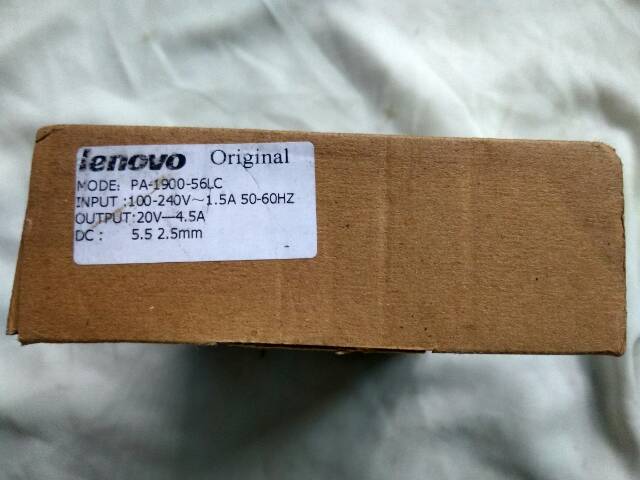 lenovo Original
MODE: PA-1900-56LC
INPUT :100-240V～1.5A 50-60HZ
OUTPUT:20V—4.5A
DC : 5.5 2.5mm